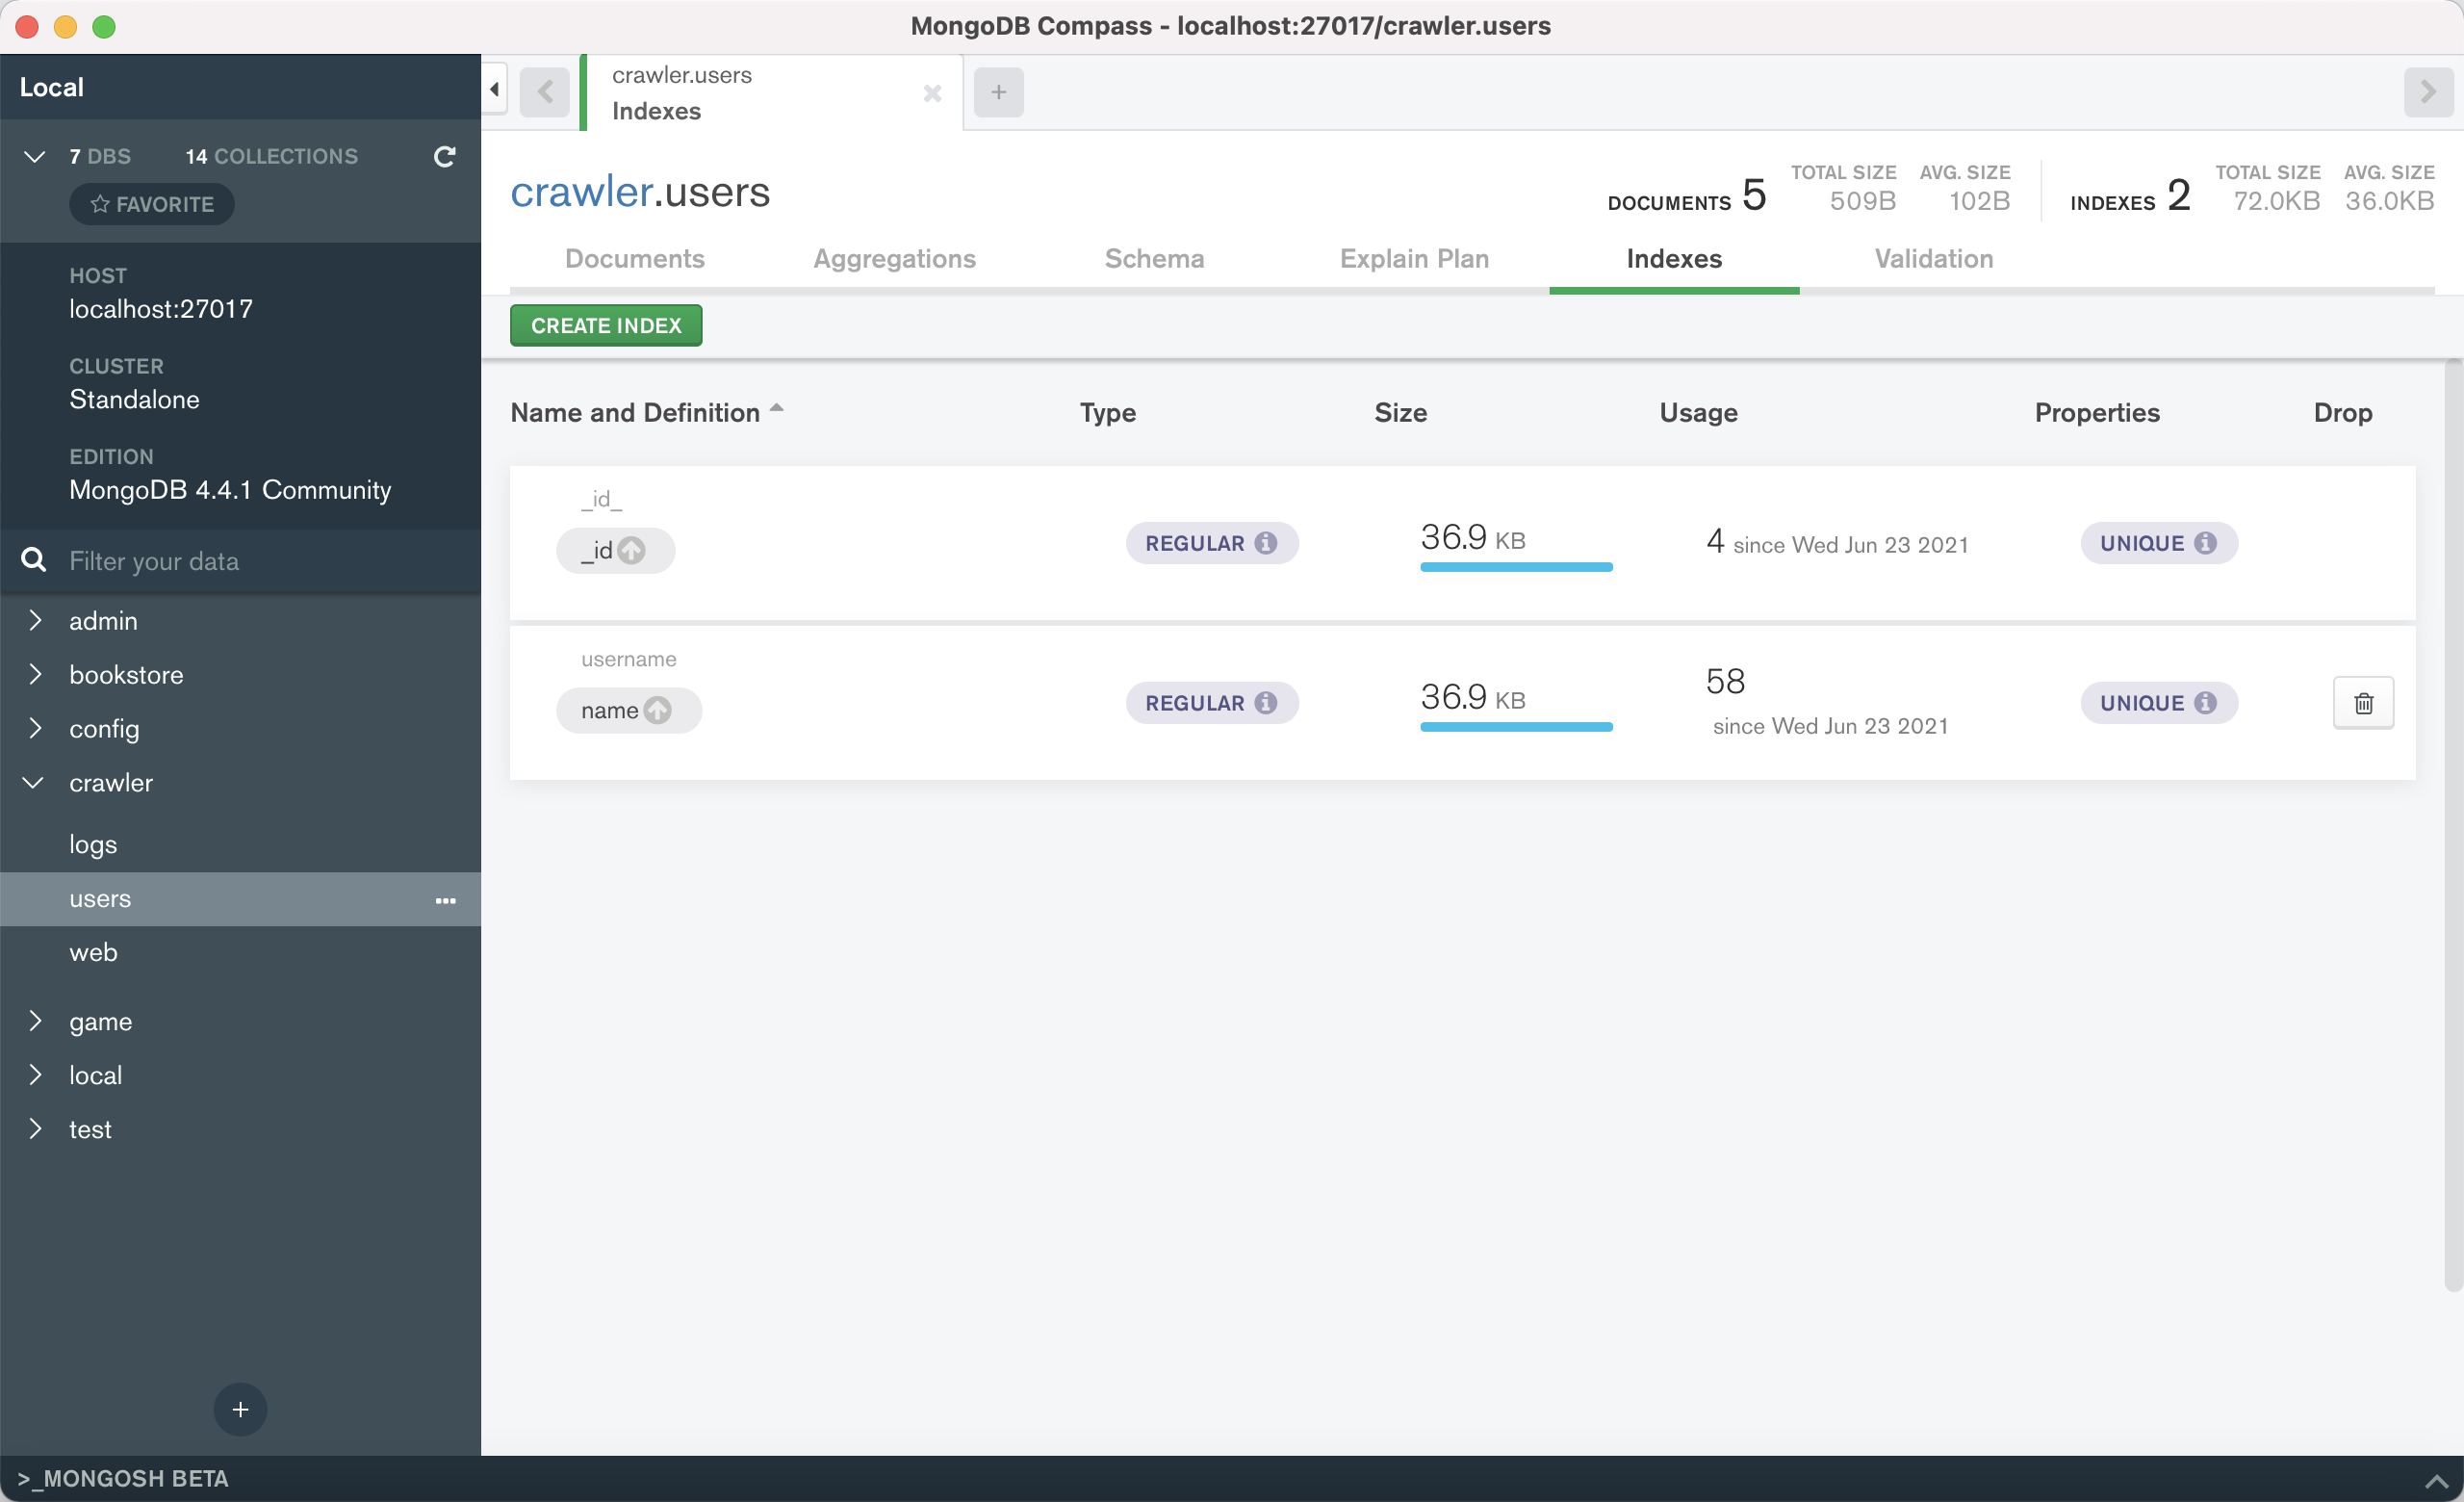 MongoDB Compass - localhost:27017/crawler.users
Local
7 DBS 14 COLLECTIONS
FAVORITE
HOST
localhost:27017
CLUSTER
Standalone
EDITION
MongoDB 4.4.1 Community
Filter your data
admin
bookstore
config
crawler
logs
users
web
game
local
test
>_MONGOSH BETA
crawler.users
Indexes
crawler.users
DOCUMENTS 5 TOTAL SIZE 509B AVG. SIZE 102B INDEXES 2 TOTAL SIZE 72.0KB AVG. SIZE 36.0KB
Documents Aggregations Schema Explain Plan Indexes Validation
CREATE INDEX
Name and Definition Type Size Usage Properties Drop
_id_
_id REGULAR 36.9 KB 4 since Wed Jun 23 2021 UNIQUE
username
name REGULAR 36.9 KB 58 since Wed Jun 23 2021 UNIQUE